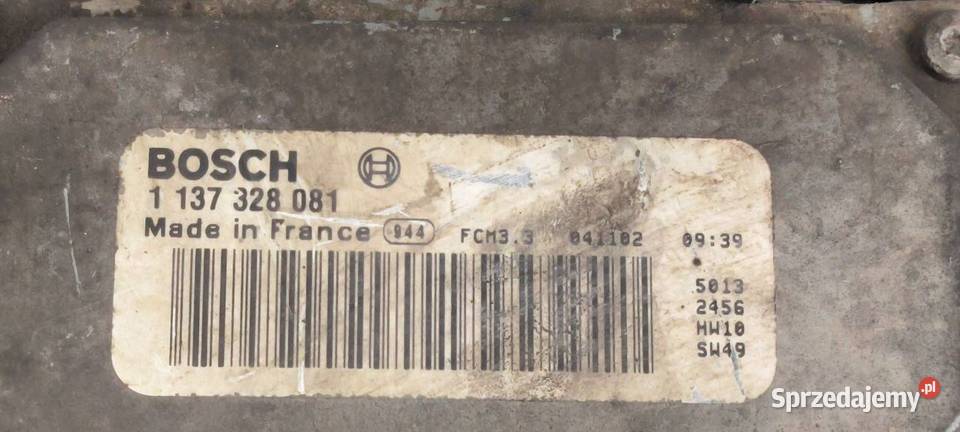 BOSCH
1 137 328 081
Made in France 944 FCM3.3 041102 09:39
5013
2456
HW10
SW49
Sprzedajemy.pl